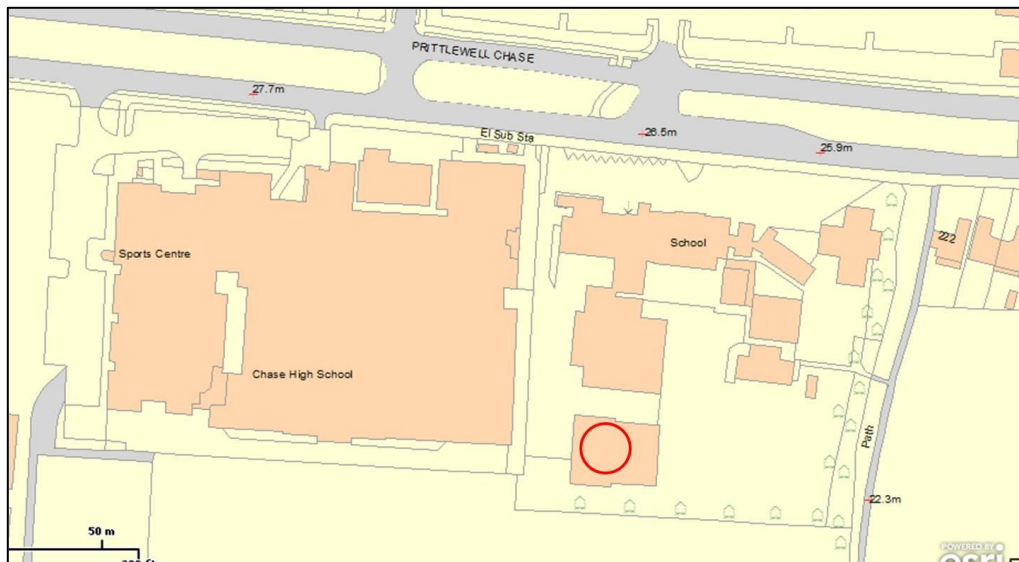 PRITTLEWELL CHASE
27.7m
El Sub Sta
26.5m
25.9m
Sports Centre
School
222
Chase High School
Path
22.3m
50 m
POWERED BY
esri